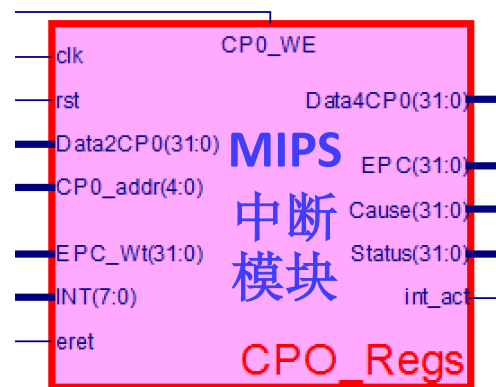 CP0_WE
clk
rst
Data4CP0(31:0)
Data2CP0(31:0)
MIPS
EPC(31:0)
CP0_addr(4:0)
中断
Cause(31:0)
EPC_Wt(31:0)
Status(31:0)
模块
INT(7:0)
int_act
eret
CPO_Regs